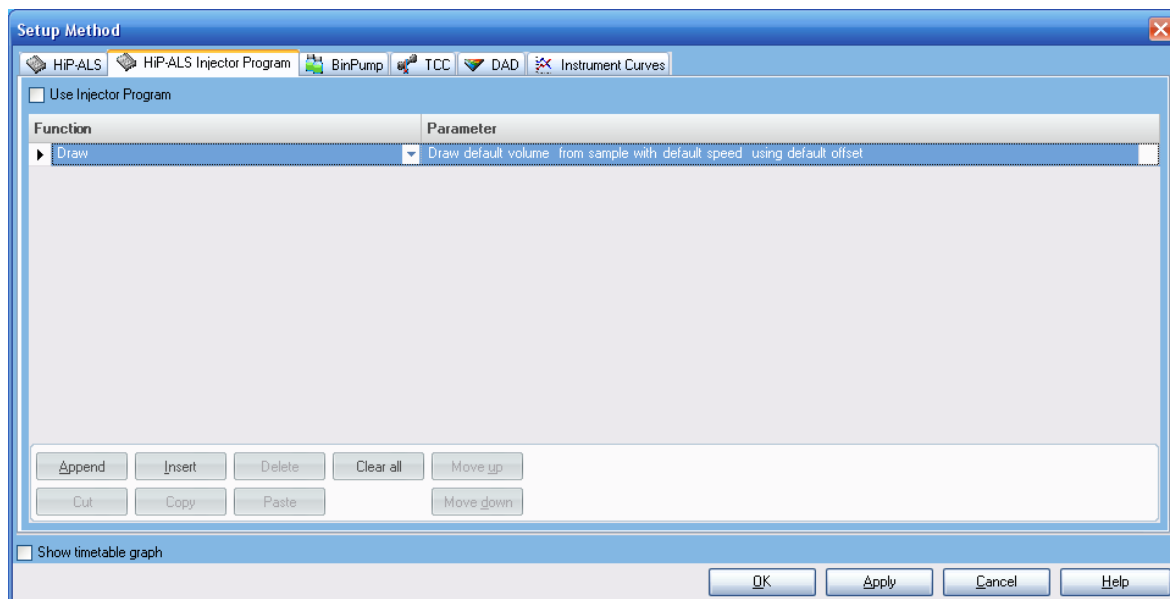 Setup Method
HiP-ALS HiP-ALS Injector Program BinPump TCC DAD Instrument Curves
Use Injector Program
Function Parameter
Draw Draw default volume from sample with default speed using default offset
Append Insert Delete Clear all Move up
Cut Copy Paste Move down
Show timetable graph
OK Apply Cancel Help